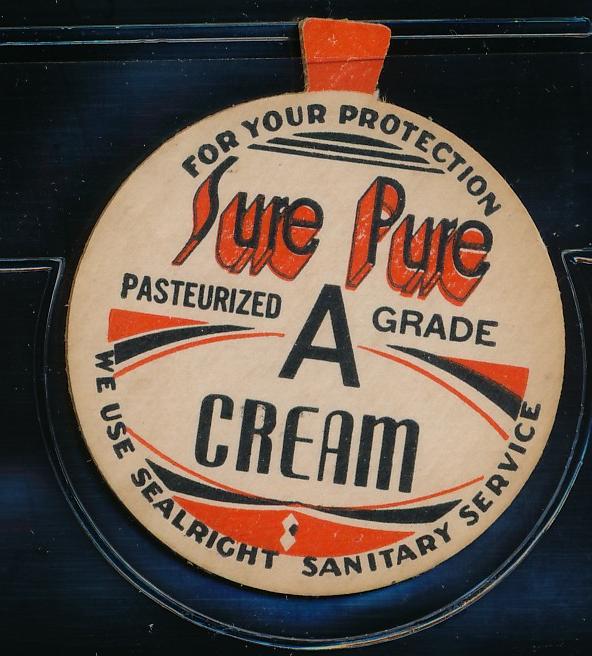 FOR YOUR PROTECTION
Sure Pure
PASTEURIZED A GRADE
CREAM
WE USE SEALRIGHT SANITARY SERVICE